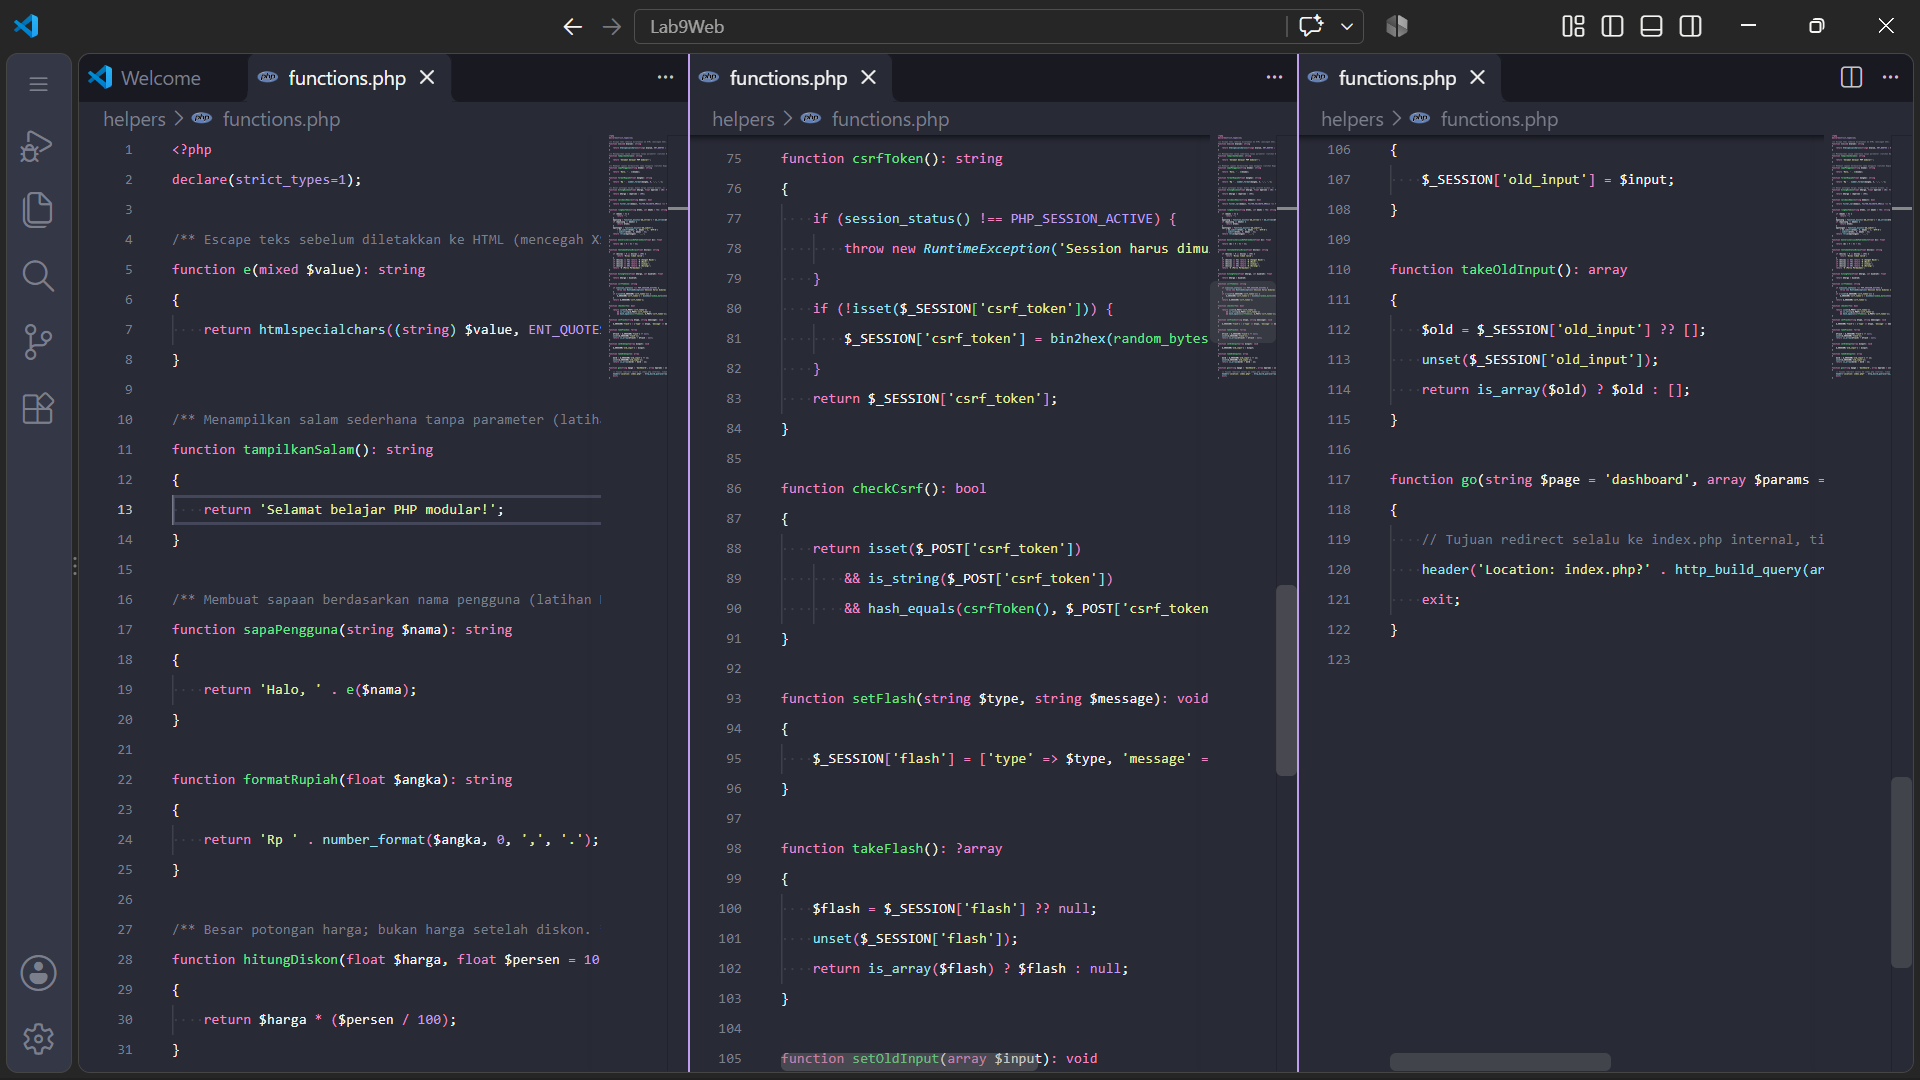 Lab9Web
Welcome
functions.php
helpers > functions.php
1 <?php
2 declare(strict_types=1);
3
4 /** Escape teks sebelum diletakkan ke HTML (mencegah
5 function e(mixed $value): string
6 {
7 return htmlspecialchars((string) $value, ENT_QUOTE
8 }
9
10 /** Menampilkan salam sederhana tanpa parameter (latih
11 function tampilkanSalam(): string
12 {
13 return 'Selamat belajar PHP modular!';
14 }
15
16 /** Membuat sapaan berdasarkan nama pengguna (latihan
17 function sapaPengguna(string $nama): string
18 {
19 return 'Halo, ' . e($nama);
20 }
21
22 function formatRupiah(float $angka): string
23 {
24 return 'Rp ' . number_format($angka, 0, ',', '.');
25 }
26
27 /** Besar potongan harga; bukan harga setelah diskon.
28 function hitungDiskon(float $harga, float $persen = 10
29 {
30 return $harga * ($persen / 100);
31 }
functions.php
helpers > functions.php
75 function csrfToken(): string
76 {
77 if (session_status() !== PHP_SESSION_ACTIVE) {
78 throw new RuntimeException('Session harus dimu
79 }
80 if (!isset($_SESSION['csrf_token'])) {
81 $_SESSION['csrf_token'] = bin2hex(random_bytes
82 }
83 return $_SESSION['csrf_token'];
84 }
85
86 function checkCsrf(): bool
87 {
88 return isset($_POST['csrf_token'])
89 && is_string($_POST['csrf_token'])
90 && hash_equals(csrfToken(), $_POST['csrf_token
91 }
92
93 function setFlash(string $type, string $message): void
94 {
95 $_SESSION['flash'] = ['type' => $type, 'message' =
96 }
97
98 function takeFlash(): ?array
99 {
100 $flash = $_SESSION['flash'] ?? null;
101 unset($_SESSION['flash']);
102 return is_array($flash) ? $flash : null;
103 }
104
105 function setOldInput(array $input): void
functions.php
helpers > functions.php
106 {
107 $_SESSION['old_input'] = $input;
108 }
109
110 function takeOldInput(): array
111 {
112 $old = $_SESSION['old_input'] ?? [];
113 unset($_SESSION['old_input']);
114 return is_array($old) ? $old : [];
115 }
116
117 function go(string $page = 'dashboard', array $params =
118 {
119 // Tujuan redirect selalu ke index.php internal, ti
120 header('Location: index.php?' . http_build_query(ar
121 exit;
122 }
123